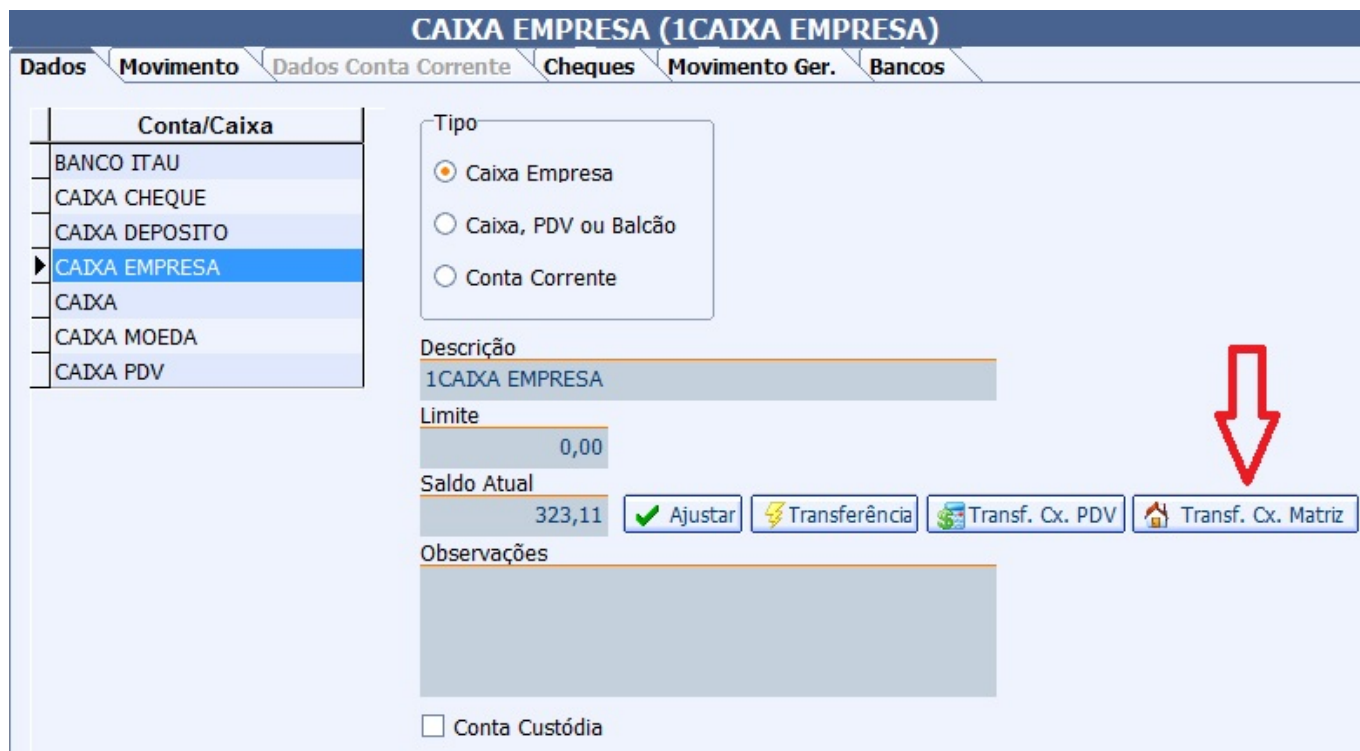 CAIXA EMPRESA (1CAIXA EMPRESA)
Dados Movimento Dados Conta Corrente Cheques Movimento Ger. Bancos
Conta/Caixa
BANCO ITAU
CAIXA CHEQUE
CAIXA DEPOSITO
CAIXA EMPRESA
CAIXA
CAIXA MOEDA
CAIXA PDV
Tipo
Caixa Empresa
Caixa, PDV ou Balcão
Conta Corrente
Descrição
1CAIXA EMPRESA
Limite
0,00
Saldo Atual
323,11 Ajustar Transferência Transf. Cx. PDV Transf. Cx. Matriz
Observações
Conta Custódia